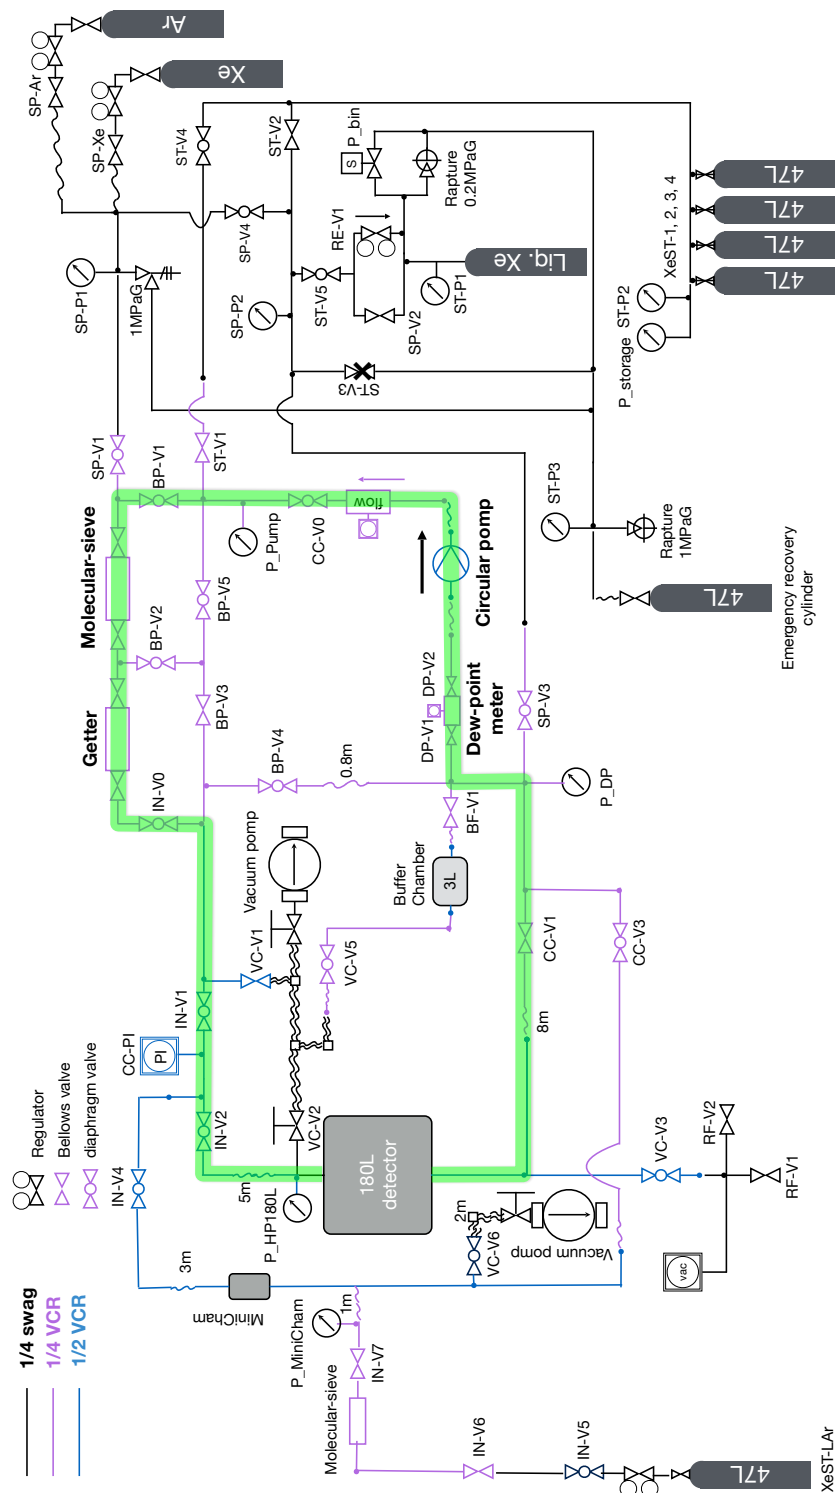 Ar
Xe
SP-Ar
SP-Xe
ST-V4
ST-V2
P_bin
s
SP-V4
RE-V1
Rapture
0.2MPaG
XeST-1, 2, 3, 4
47L
47L
47L
47L
SP-P1
1MPaG
SP-P2
ST-V5
SP-V2
ST-P1
Liq. Xe
ST-P2
P_storage
ST-V3
SP-V1
BP-V1
ST-V1
P_Pump
CC-V0
flow
ST-P3
Rapture
1MPaG
47L
Emergency recovery
cylinder
Molecular-sieve
BP-V2
BP-V5
Circular pomp
Getter
BP-V3
DP-V2
DP-V1
Dew-point
meter
SP-V3
IN-V0
BP-V4
0.8m
BF-V1
P_DP
Vacuum pomp
Buffer
Chamber
3L
VC-V1
VC-V5
CC-V1
CC-V3
IN-V1
CC-PI
PI
8m
IN-V2
VC-V2
Regulator
Bellows valve
diaphragm valve
IN-V4
5m
P_HP180L
180L
detector
VC-V3
RF-V2
RF-V1
2m
VC-V6
Vacuum pomp
vac
3m
MiniCham
1/4 swag
1/4 VCR
1/2 VCR
P_MiniCham
1m
IN-V7
Molecular-sieve
IN-V6
IN-V5
47L
XeST-LAr